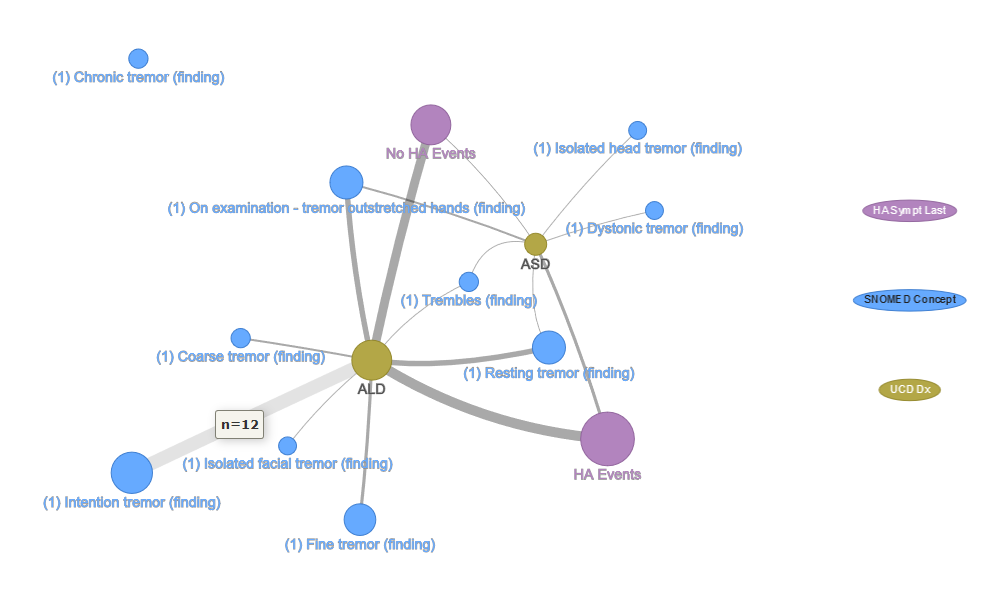 (1) Chronic tremor (finding)
No HA Events
(1) Isolated head tremor (finding)
(1) On examination - tremor outstretched hands (finding)
HASympt Last
(1) Dystonic tremor (finding)
ASD
(1) Trembles (finding)
SNOMED Concept
(1) Coarse tremor (finding)
(1) Resting tremor (finding)
ALD
UCD Dx
n=12
(1) Isolated facial tremor (finding)
HA Events
(1) Intention tremor (finding)
(1) Fine tremor (finding)